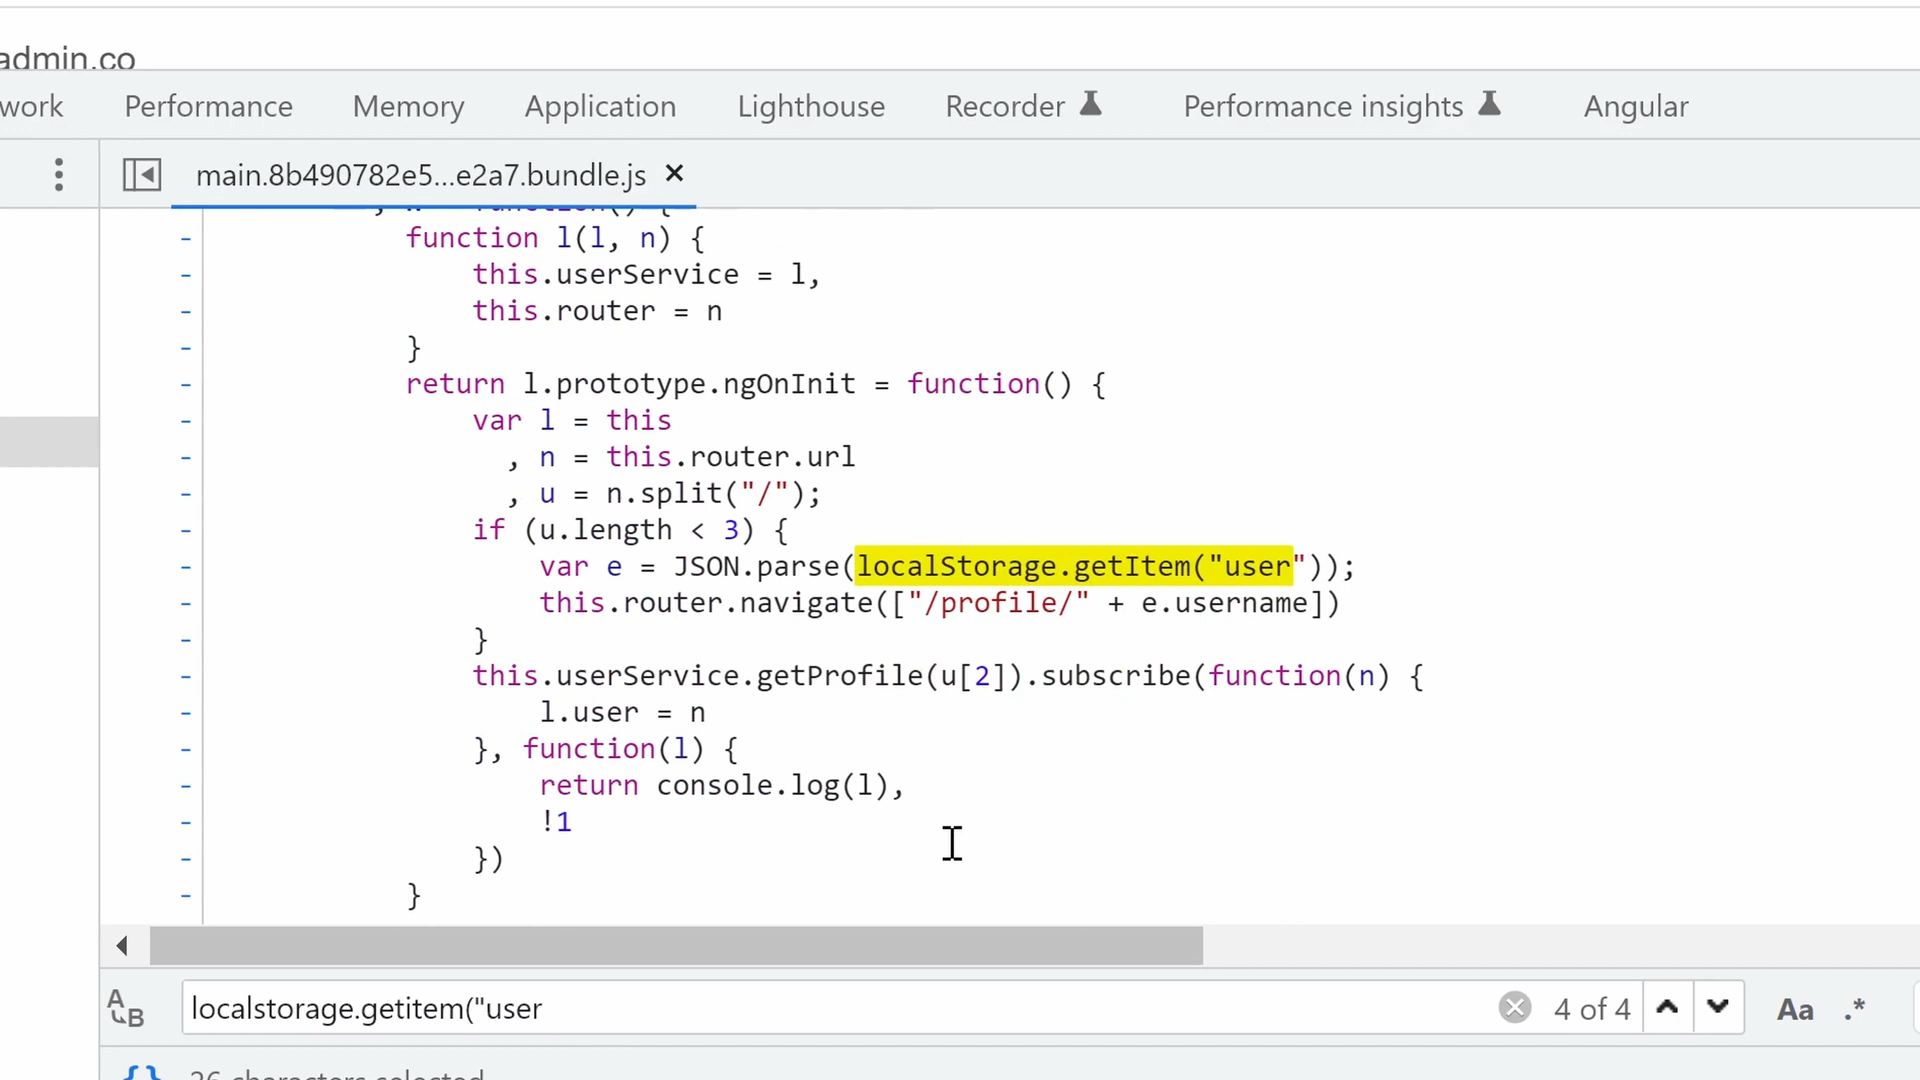 admin.co
work Performance Memory Application Lighthouse Recorder Performance insights Angular
main.8b490782e5...e2a7.bundle.js ×
function l(l, n) {
this.userService = l,
this.router = n
}
return l.prototype.ngOnInit = function() {
var l = this
, n = this.router.url
, u = n.split("/");
if (u.length < 3) {
var e = JSON.parse(localStorage.getItem("user"));
this.router.navigate(["/profile/" + e.username])
}
this.userService.getProfile(u[2]).subscribe(function(n) {
l.user = n
}, function(l) {
return console.log(l),
!1
})
}
localstorage.getitem("user 4 of 4 Aa .*
{} 26 characters selected